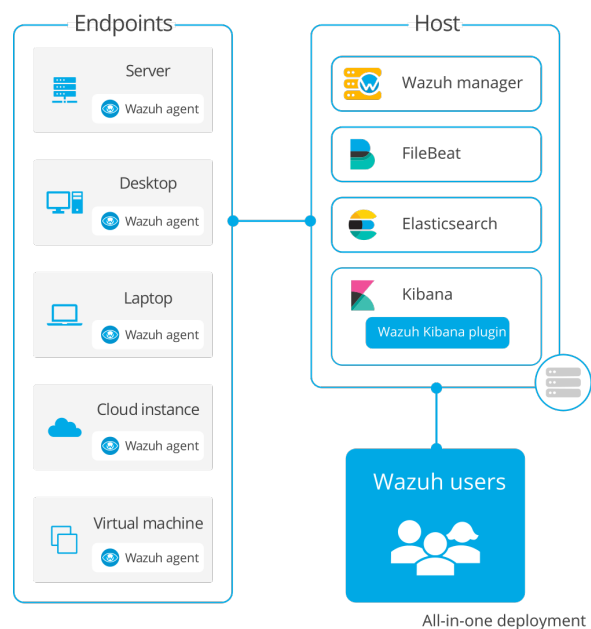 Endpoints
Server
Wazuh agent
Desktop
Wazuh agent
Laptop
Wazuh agent
Cloud instance
Wazuh agent
Virtual machine
Wazuh agent
Host
Wazuh manager
FileBeat
Elasticsearch
Kibana
Wazuh Kibana plugin
Wazuh users
All-in-one deployment